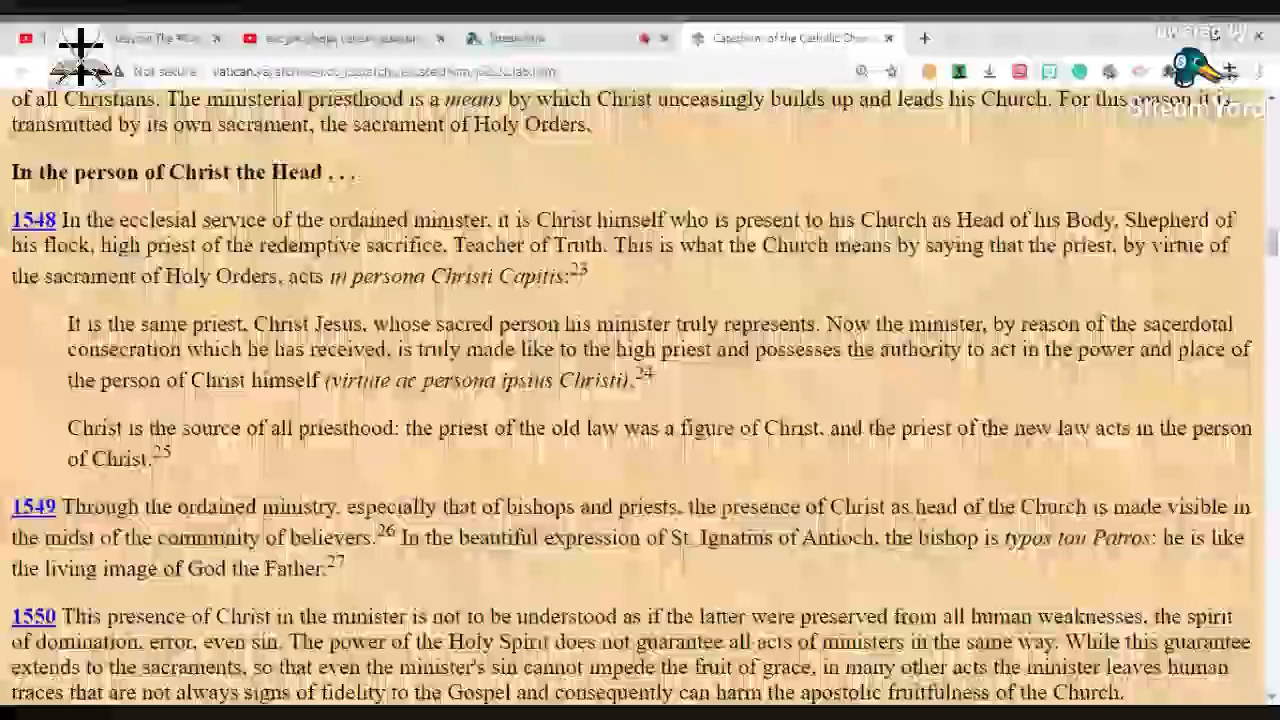 Catechism of the Catholic Chur
Not secure
of all Christians. The ministerial priesthood is a means by which Christ unceasingly builds up and leads his Church. For this reason it is
transmitted by its own sacrament, the sacrament of Holy Orders.
StreamYard
In the person of Christ the Head . . .
1548 In the ecclesial service of the ordained minister, it is Christ himself who is present to his Church as Head of his Body, Shepherd of
his flock, high priest of the redemptive sacrifice, Teacher of Truth. This is what the Church means by saying that the priest, by virtue of
the sacrament of Holy Orders, acts in persona Christi Capitis:23
It is the same priest, Christ Jesus, whose sacred person his minister truly represents. Now the minister, by reason of the sacerdotal
consecration which he has received, is truly made like to the high priest and possesses the authority to act in the power and place of
the person of Christ himself (virtute ac persona ipsius Christi).24
Christ is the source of all priesthood: the priest of the old law was a figure of Christ, and the priest of the new law acts in the person
of Christ.25
1549 Through the ordained ministry, especially that of bishops and priests, the presence of Christ as head of the Church is made visible in
the midst of the community of believers.26 In the beautiful expression of St. Ignatius of Antioch, the bishop is typos tou Patros: he is like
the living image of God the Father.27
1550 This presence of Christ in the minister is not to be understood as if the latter were preserved from all human weaknesses, the spirit
of domination, error, even sin. The power of the Holy Spirit does not guarantee all acts of ministers in the same way. While this guarantee
extends to the sacraments, so that even the minister's sin cannot impede the fruit of grace, in many other acts the minister leaves human
traces that are not always signs of fidelity to the Gospel and consequently can harm the apostolic fruitfulness of the Church.